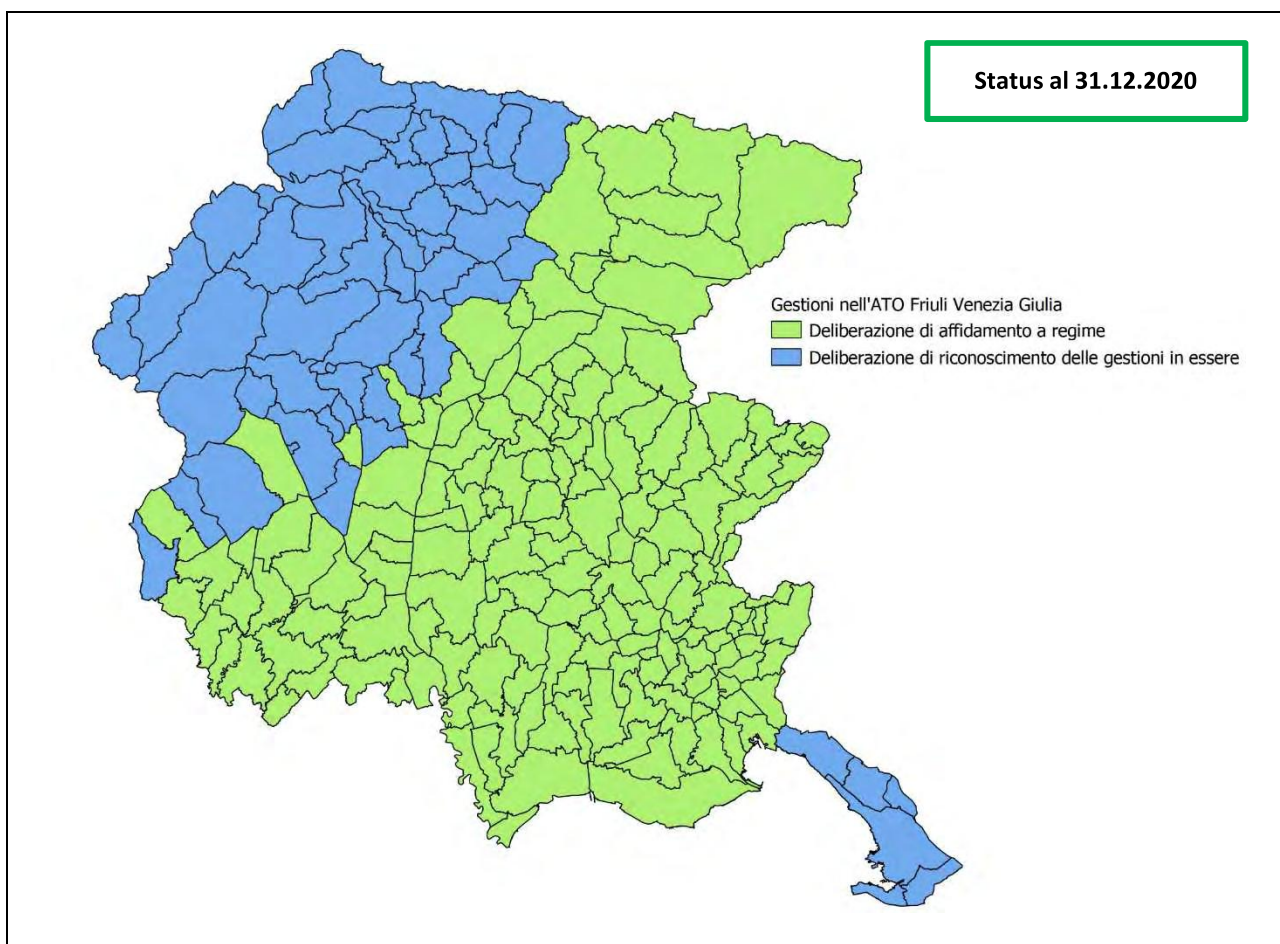 Status al 31.12.2020
Gestioni nell'ATO Friuli Venezia Giulia
Deliberazione di affidamento a regime
Deliberazione di riconoscimento delle gestioni in essere